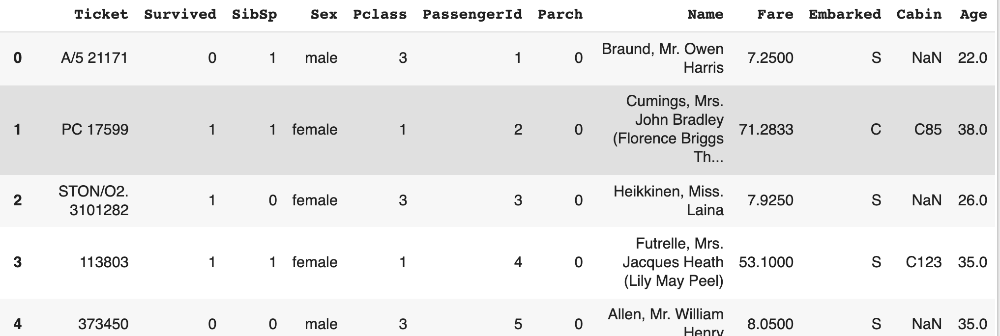 Ticket Survived SibSp Sex Pclass PassengerId Parch Name Fare Embarked Cabin Age
0 A/5 21171 0 1 male 3 1 0 Braund, Mr. Owen Harris 7.2500 S NaN 22.0
1 PC 17599 1 1 female 1 2 0 Cumings, Mrs. John Bradley (Florence Briggs Th... 71.2833 C C85 38.0
2 STON/O2. 3101282 1 0 female 3 3 0 Heikkinen, Miss. Laina 7.9250 S NaN 26.0
3 113803 1 1 female 1 4 0 Futrelle, Mrs. Jacques Heath (Lily May Peel) 53.1000 S C123 35.0
4 373450 0 0 male 3 5 0 Allen, Mr. William Henry 8.0500 S NaN 35.0